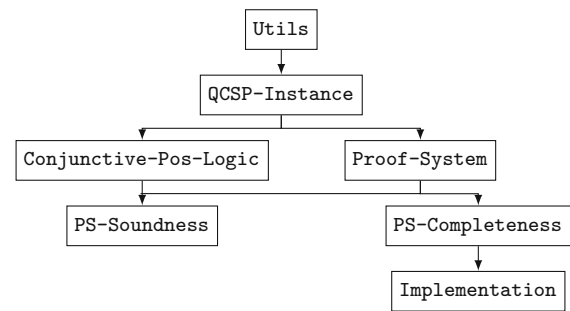 Utils
QCSP-Instance
Conjunctive-Pos-Logic
Proof-System
PS-Soundness
PS-Completeness
Implementation